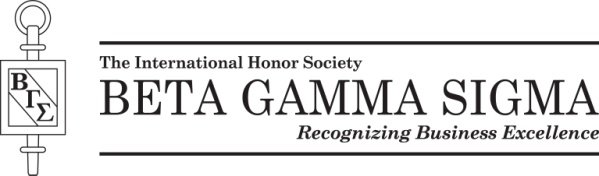 ΒΓΣ
The International Honor Society
BETA GAMMA SIGMA
Recognizing Business Excellence